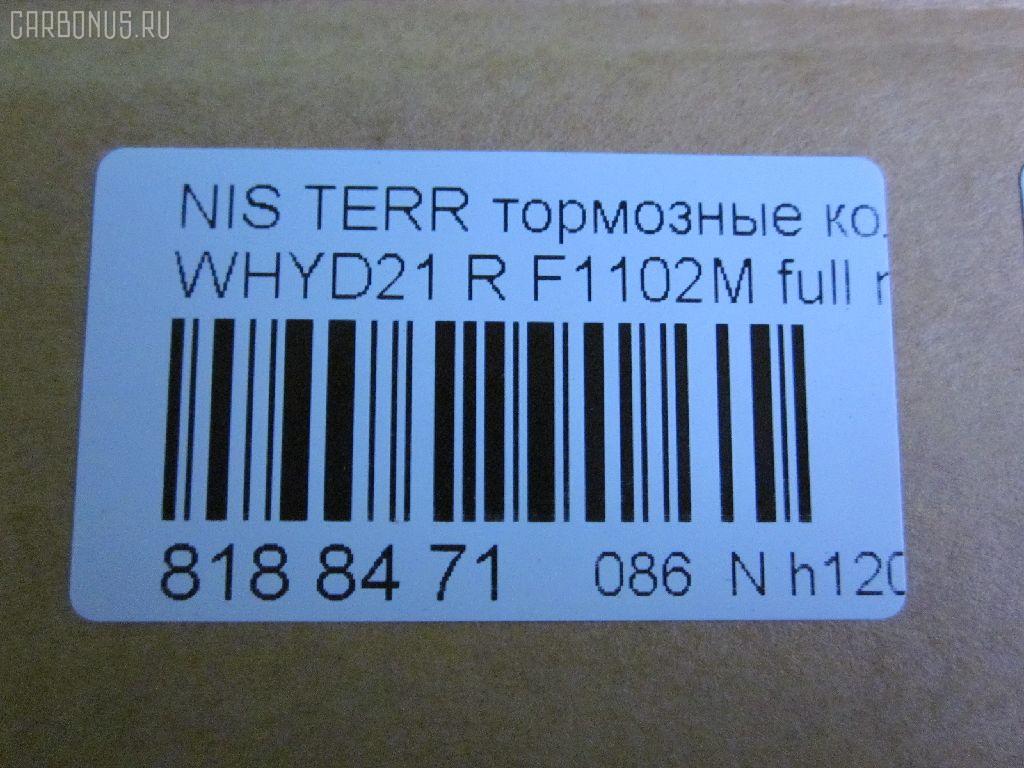 CARBONUS.RU
NIS TERR тормозные
WHYD21 R F1102M full
818 84 71 086 N h120